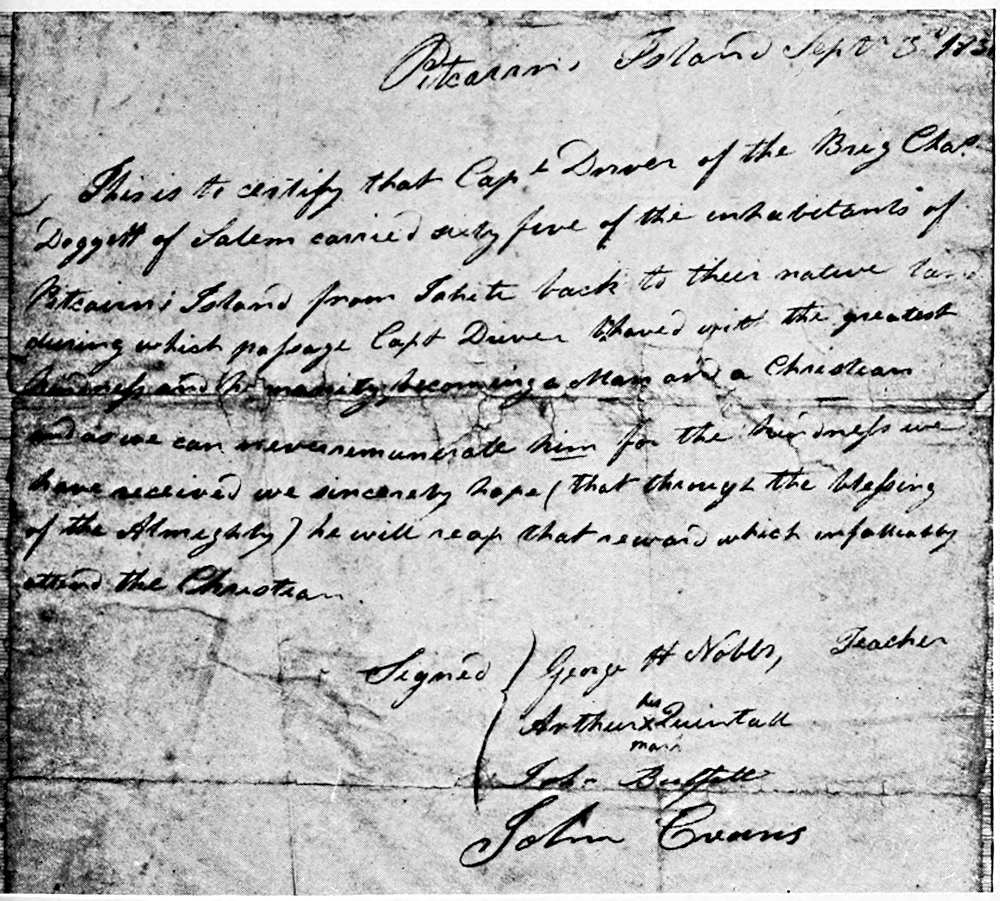 Pitcairns Island Sept 3d 183
This is to certify that Capt Driver of the Brig Chas.
Doggett of Salem carried sixty five of the inhabitants of
Pitcairns Island from Tahiti back to their native land
during which passage Capt Driver behaved with the greatest
kindness and humanity becoming a Man and a Christian
and as we can never remunerate him for the kindness we
have received we sincereby hope (that through the blessing
of the Almighty) he will reap that reward which infallibly
attend the Christian.
Signed { George H Nobbs, Teacher
Arthur his x mark Quintall
John Buffett
John Evans